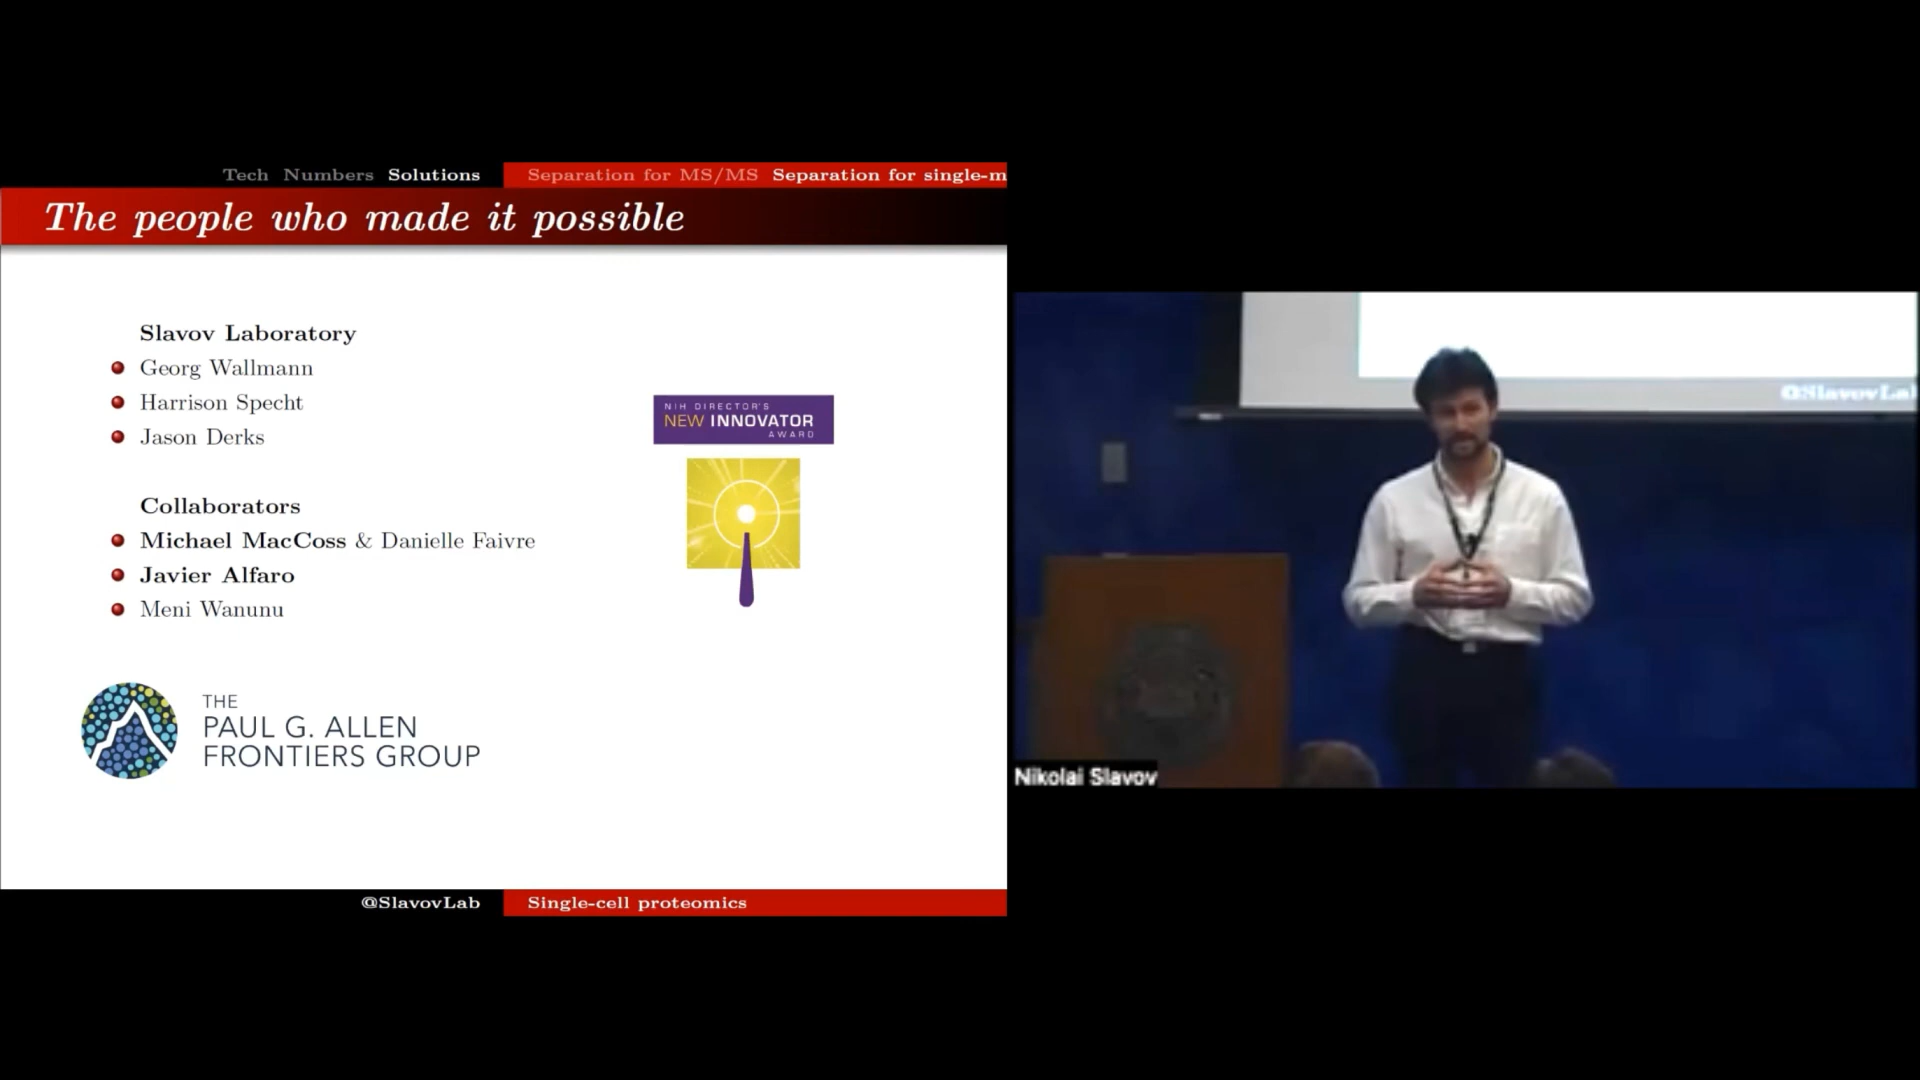 Tech Numbers Solutions
Separation for MS/MS Separation for single-m
The people who made it possible
Slavov Laboratory
Georg Wallmann
Harrison Specht
Jason Derks
Collaborators
Michael MacCoss & Danielle Faivre
Javier Alfaro
Meni Wanunu
NIH DIRECTOR'S
NEW INNOVATOR
AWARD
THE
PAUL G. ALLEN
FRONTIERS GROUP
@SlavovLab
Single-cell proteomics
@SlavovLa
Nikolai Slavov